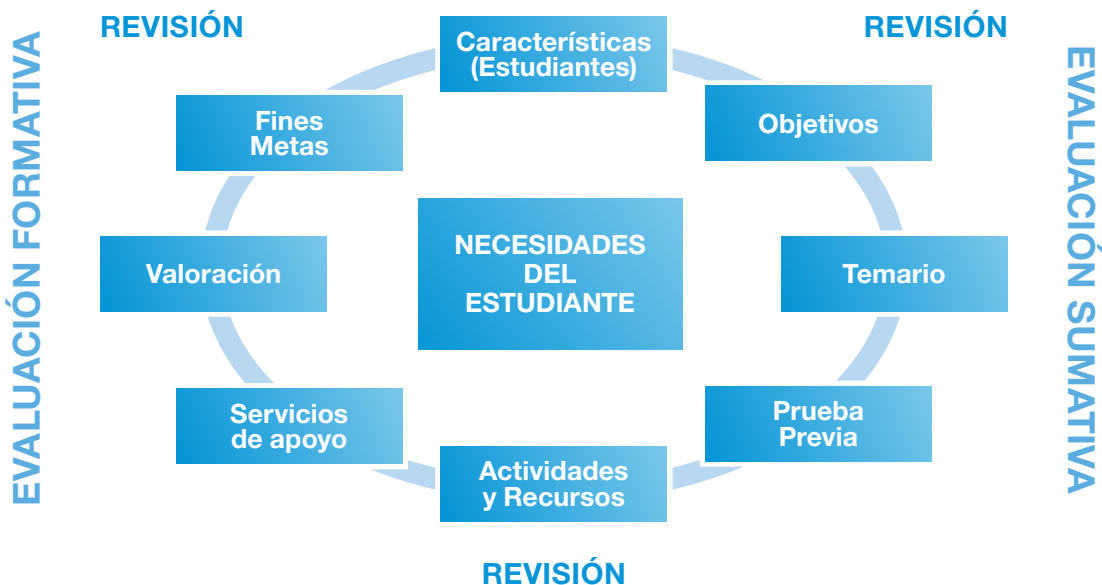 REVISIÓN
REVISIÓN
EVALUACIÓN FORMATIVA
EVALUACIÓN SUMATIVA
Características
(Estudiantes)
Fines
Metas
Objetivos
NECESIDADES
DEL
ESTUDIANTE
Valoración
Temario
Servicios
de apoyo
Prueba
Previa
Actividades
y Recursos
REVISIÓN